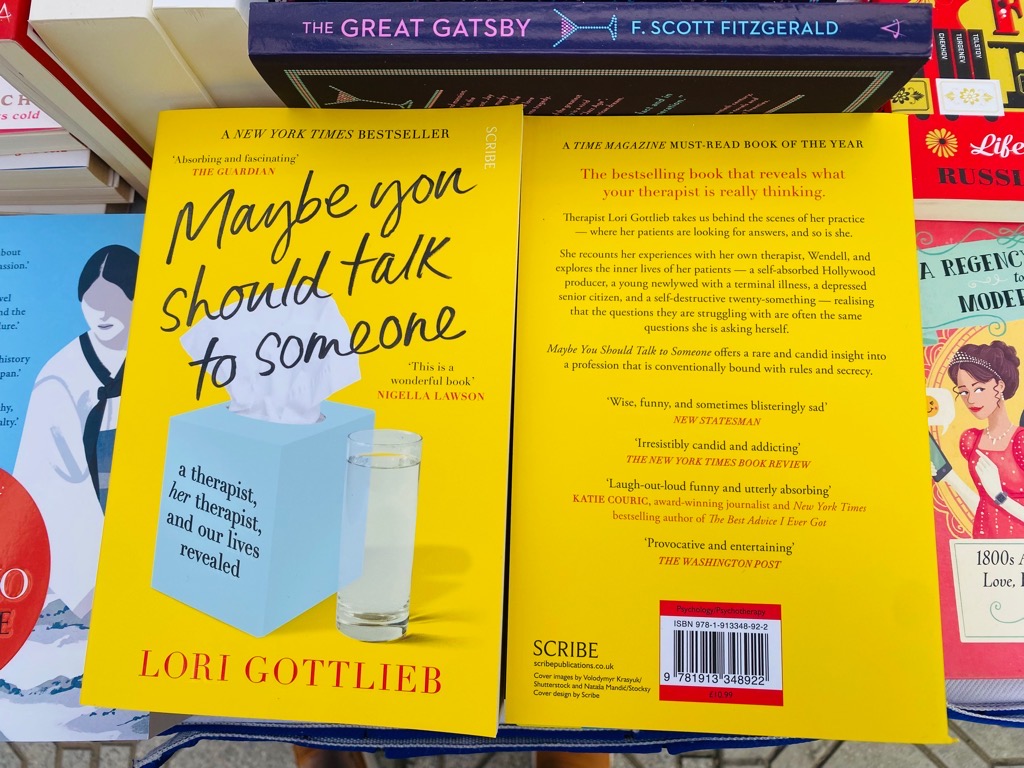 THE GREAT GATSBY F. SCOTT FITZGERALD
CHEKHOV
TURGENEV
TOLSTOY
Life
RUSSI
A REGENCY
to
MODER
1800s A
Love,
A NEW YORK TIMES BESTSELLER
SCRIBE
'Absorbing and fascinating'
THE GUARDIAN
Maybe you
should talk
to someone
'This is a
wonderful book'
NIGELLA LAWSON
a therapist,
her therapist,
and our lives
revealed
LORI GOTTLIEB
A TIME MAGAZINE MUST-READ BOOK OF THE YEAR
The bestselling book that reveals what
your therapist is really thinking.
Therapist Lori Gottlieb takes us behind the scenes of her practice
— where her patients are looking for answers, and so is she.
She recounts her experiences with her own therapist, Wendell, and
explores the inner lives of her patients — a self-absorbed Hollywood
producer, a young newlywed with a terminal illness, a depressed
senior citizen, and a self-destructive twenty-something — realising
that the questions they are struggling with are often the same
questions she is asking herself.
Maybe You Should Talk to Someone offers a rare and candid insight into
a profession that is conventionally bound with rules and secrecy.
'Wise, funny, and sometimes blisteringly sad'
NEW STATESMAN
'Irresistibly candid and addicting'
THE NEW YORK TIMES BOOK REVIEW
'Laugh-out-loud funny and utterly absorbing'
KATIE COURIC, award-winning journalist and New York Times
bestselling author of The Best Advice I Ever Got
'Provocative and entertaining'
THE WASHINGTON POST
SCRIBE
scribepublications.co.uk
Cover images by Volodymyr Krasyuk/
Shutterstock and Nataša Mandić/Stocksy
Cover design by Scribe
Psychology/Psychotherapy
ISBN 978-1-913348-92-2
9 781913 348922
£10.99